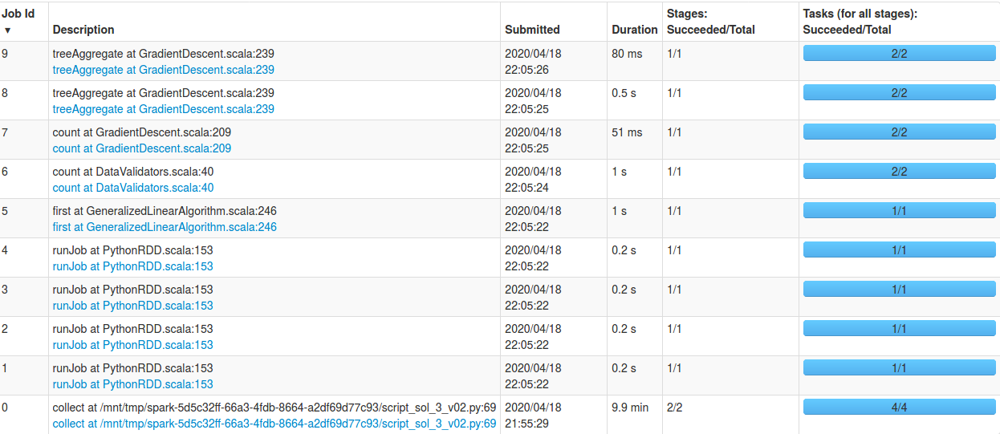 Job Id ▼ Description Submitted Duration Stages: Succeeded/Total Tasks (for all stages): Succeeded/Total
9 treeAggregate at GradientDescent.scala:239 2020/04/18 80 ms 1/1 2/2
treeAggregate at GradientDescent.scala:239 22:05:26
8 treeAggregate at GradientDescent.scala:239 2020/04/18 0.5 s 1/1 2/2
treeAggregate at GradientDescent.scala:239 22:05:25
7 count at GradientDescent.scala:209 2020/04/18 51 ms 1/1 2/2
count at GradientDescent.scala:209 22:05:25
6 count at DataValidators.scala:40 2020/04/18 1 s 1/1 2/2
count at DataValidators.scala:40 22:05:24
5 first at GeneralizedLinearAlgorithm.scala:246 2020/04/18 1 s 1/1 1/1
first at GeneralizedLinearAlgorithm.scala:246 22:05:22
4 runJob at PythonRDD.scala:153 2020/04/18 0.2 s 1/1 1/1
runJob at PythonRDD.scala:153 22:05:22
3 runJob at PythonRDD.scala:153 2020/04/18 0.2 s 1/1 1/1
runJob at PythonRDD.scala:153 22:05:22
2 runJob at PythonRDD.scala:153 2020/04/18 0.2 s 1/1 1/1
runJob at PythonRDD.scala:153 22:05:22
1 runJob at PythonRDD.scala:153 2020/04/18 0.2 s 1/1 1/1
runJob at PythonRDD.scala:153 22:05:22
0 collect at /mnt/tmp/spark-5d5c32ff-66a3-4fdb-8664-a2df69d77c93/script_sol_3_v02.py:69 2020/04/18 9.9 min 2/2 4/4
collect at /mnt/tmp/spark-5d5c32ff-66a3-4fdb-8664-a2df69d77c93/script_sol_3_v02.py:69 21:55:29